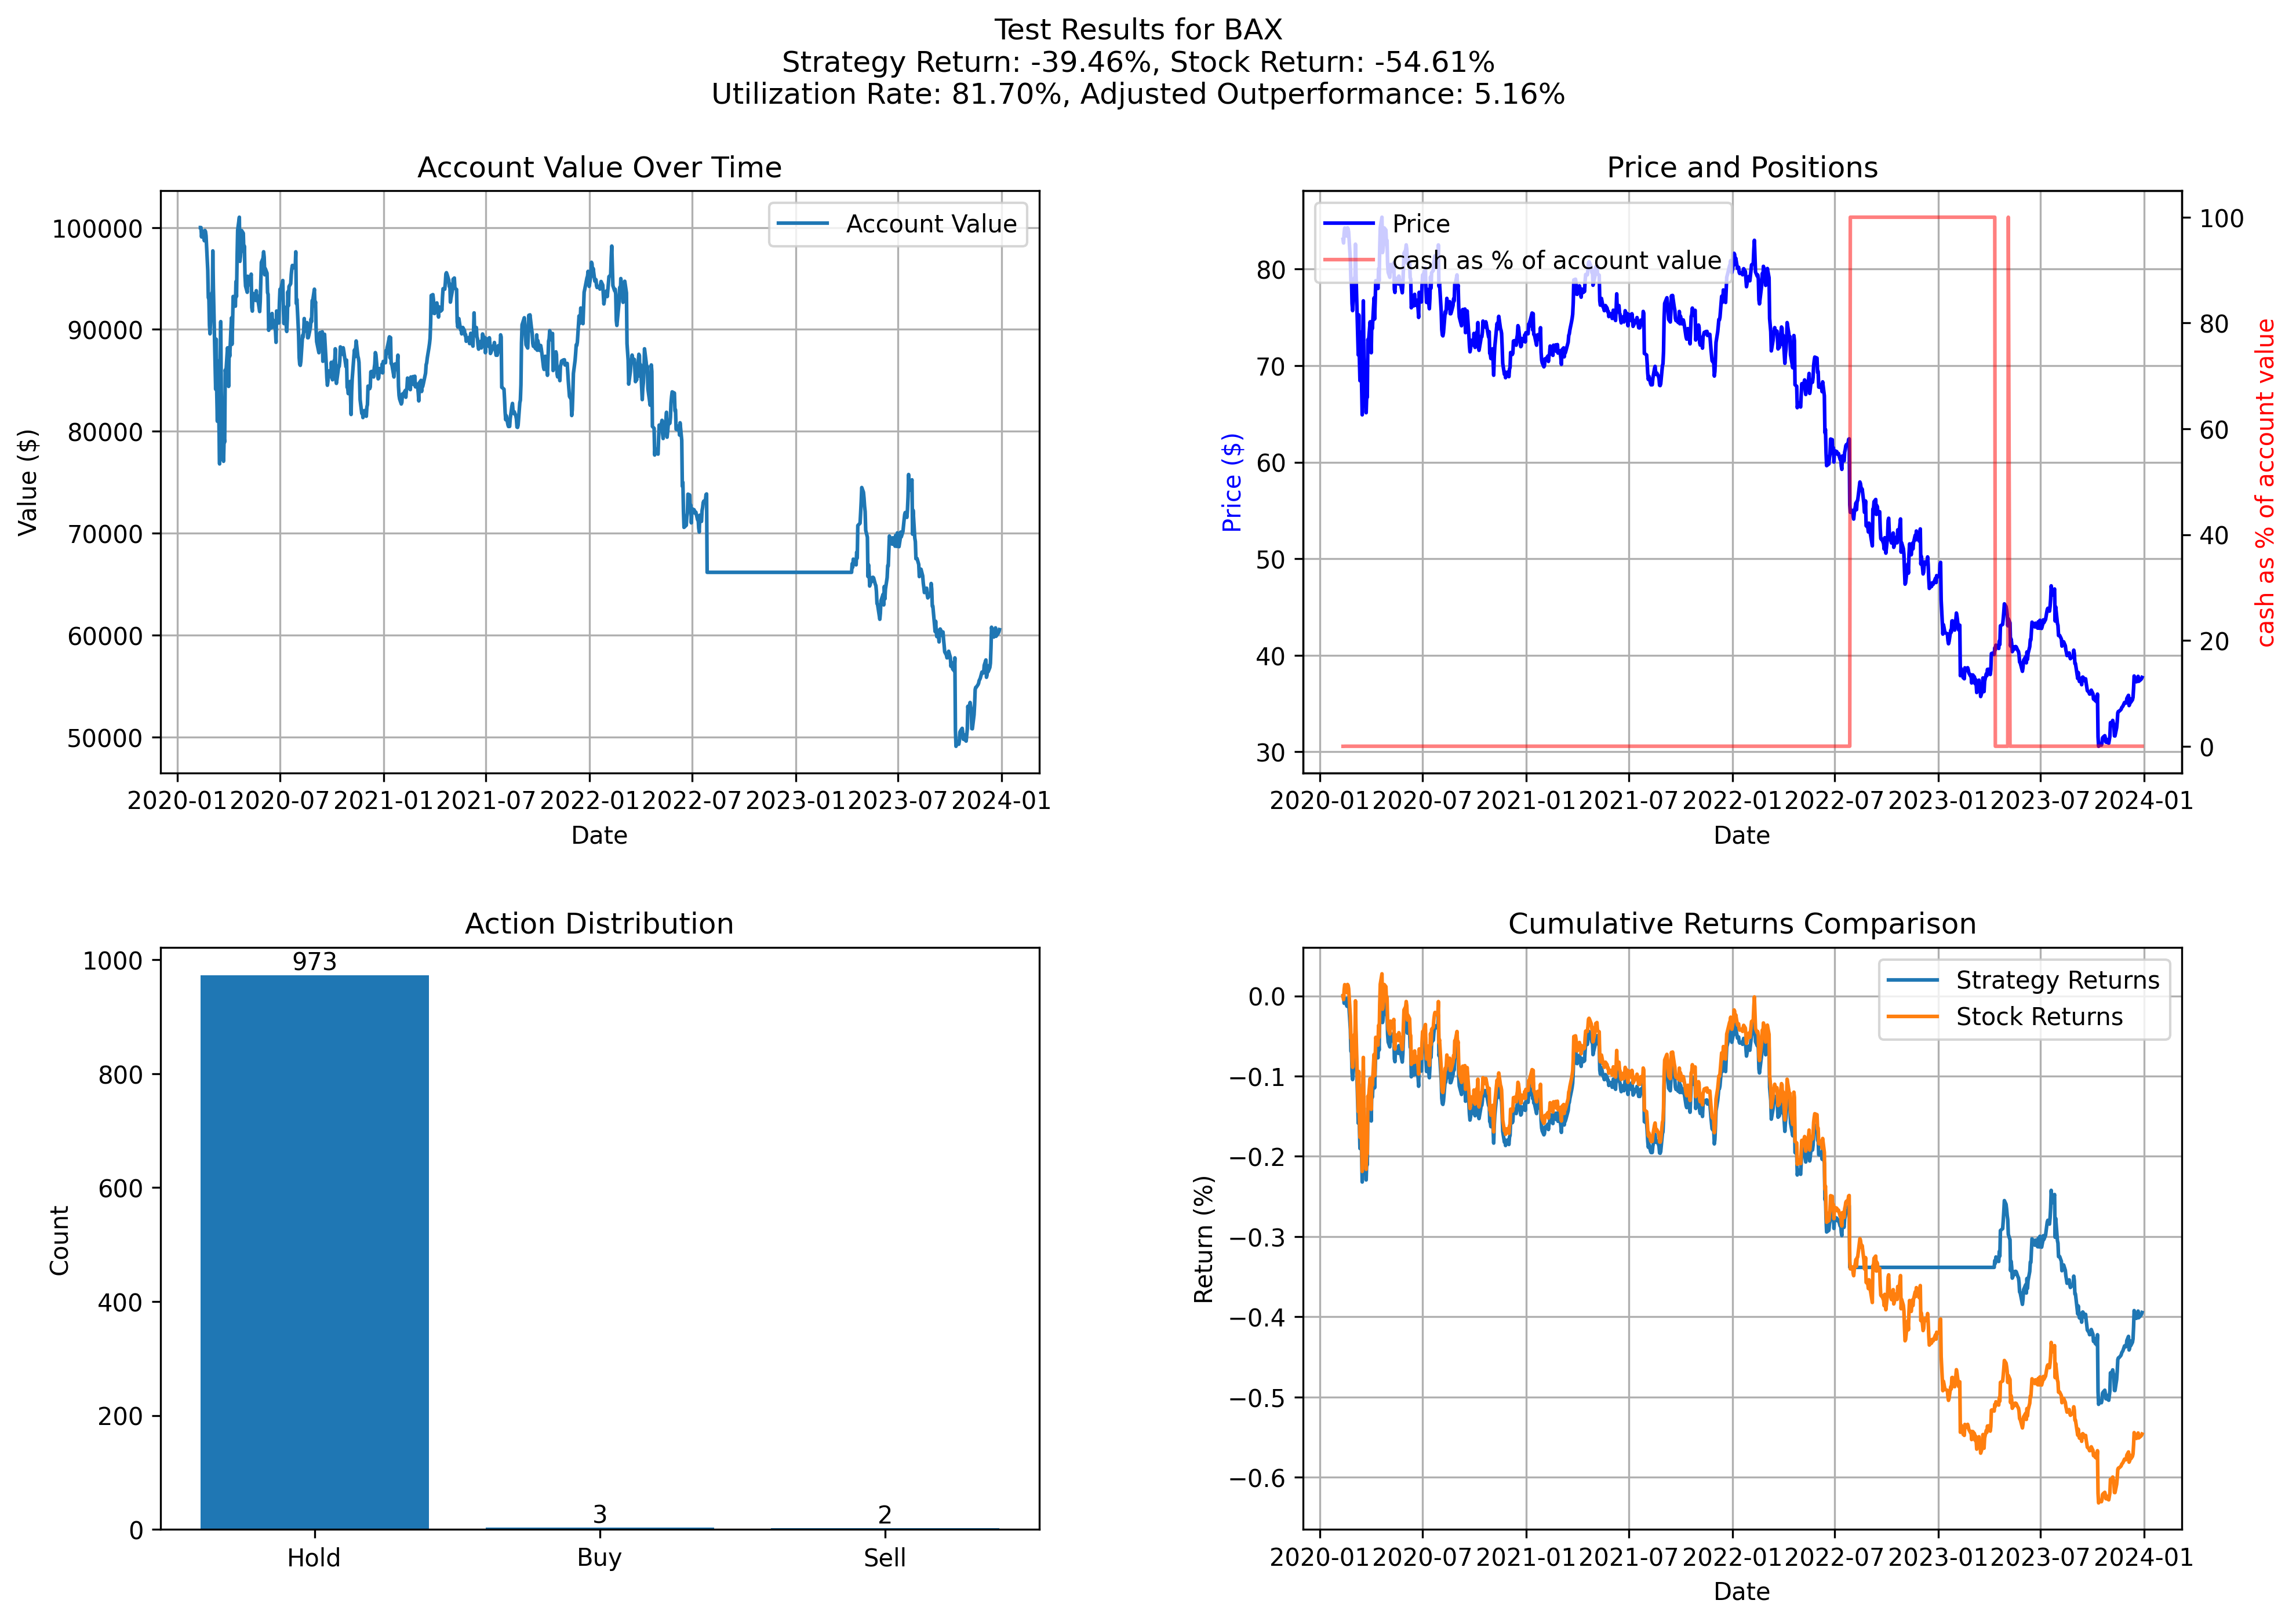 Test Results for BAX
Strategy Return: -39.46%, Stock Return: -54.61%
Utilization Rate: 81.70%, Adjusted Outperformance: 5.16%
Account Value Over Time
Account Value
Value ($)
100000
90000
80000
70000
60000
50000
2020-01 2020-07 2021-01 2021-07 2022-01 2022-07 2023-01 2023-07 2024-01
Date
Price and Positions
Price
cash as % of account value
Price ($)
80
70
60
50
40
30
100
80
60
40
20
0
cash as % of account value
2020-01 2020-07 2021-01 2021-07 2022-01 2022-07 2023-01 2023-07 2024-01
Date
Action Distribution
Count
1000
800
600
400
200
0
973
3
2
Hold
Buy
Sell
Cumulative Returns Comparison
Strategy Returns
Stock Returns
Return (%)
0.0
−0.1
−0.2
−0.3
−0.4
−0.5
−0.6
2020-01 2020-07 2021-01 2021-07 2022-01 2022-07 2023-01 2023-07 2024-01
Date